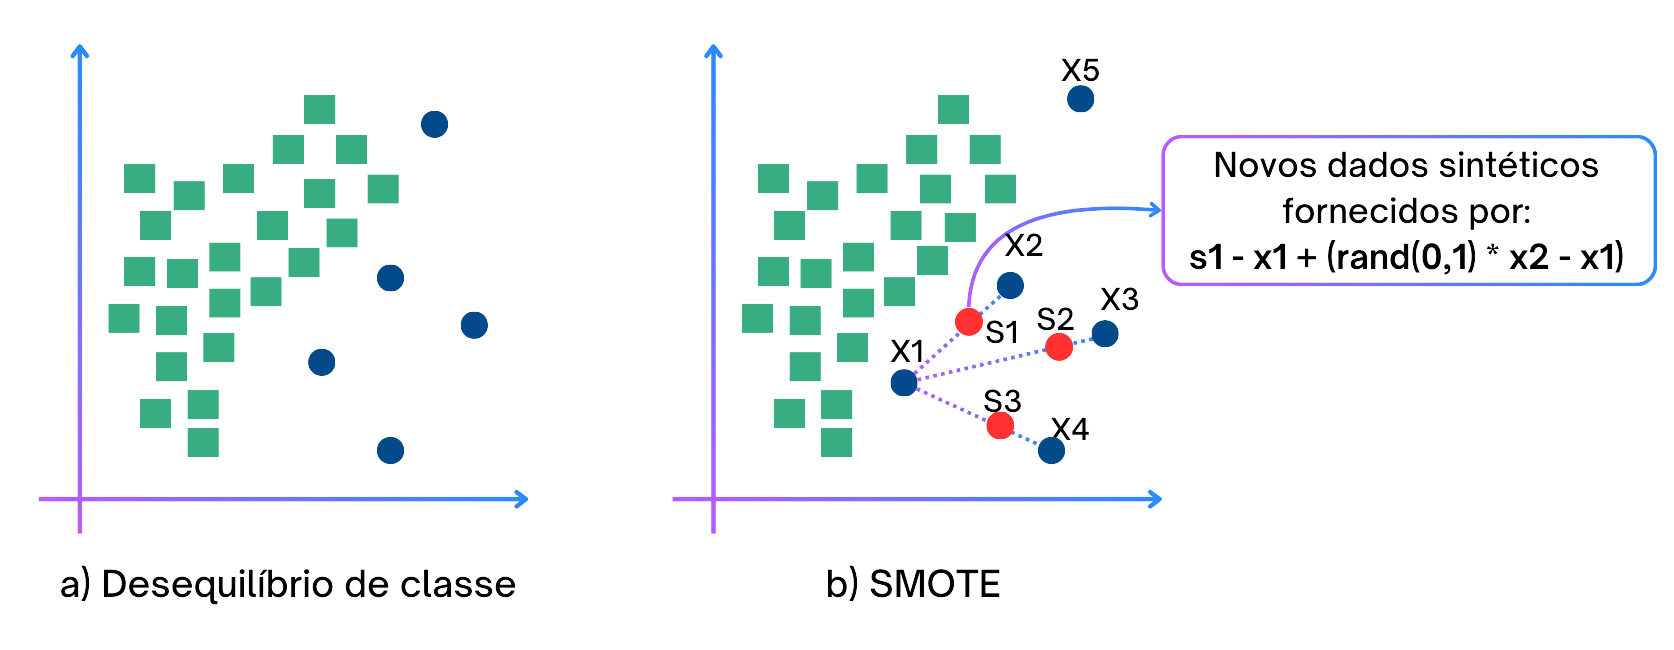 X5
Novos dados sintéticos
fornecidos por:
s1 - x1 + (rand(0,1) * x2 - x1)
X2
X3
S2
S1
X1
S3
X4
a) Desequilíbrio de classe
b) SMOTE